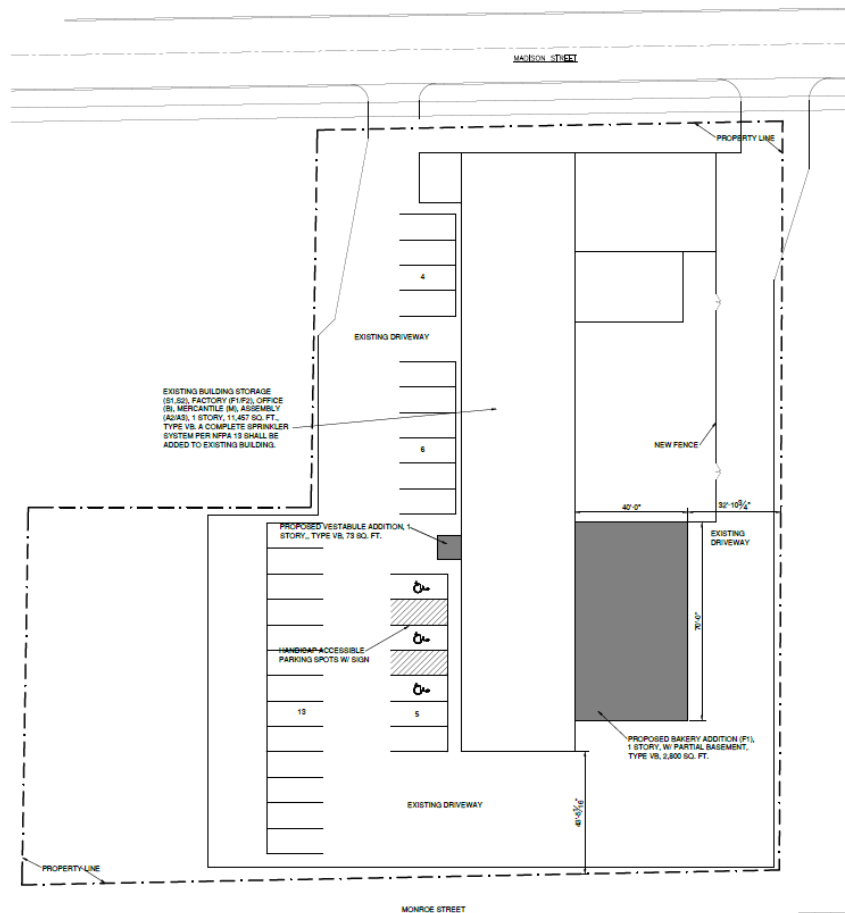 MADISON STREET
PROPERTY LINE
4
EXISTING DRIVEWAY
EXISTING BUILDING STORAGE
(S1,S2), FACTORY (F1/F2), OFFICE
(B), MERCANTILE (M), ASSEMBLY
(A2/A3), 1 STORY, 11,457 SQ. FT.,
TYPE VB. A COMPLETE SPRINKLER
SYSTEM PER NFPA 13 SHALL BE
ADDED TO EXISTING BUILDING.
6
NEW FENCE
40'-0"
32'-10
PROPOSED VESTABULE ADDITION, 1
STORY,, TYPE VB, 73 SQ. FT.
EXISTING
DRIVEWAY
70'-0"
HANDICAP ACCESSIBLE
PARKING SPOTS W/ SIGN
13
5
PROPOSED BAKERY ADDITION (F1),
1 STORY, W/ PARTIAL BASEMENT,
TYPE VB, 2,800 SQ. FT.
EXISTING DRIVEWAY
PROPERTY LINE
MONROE STREET